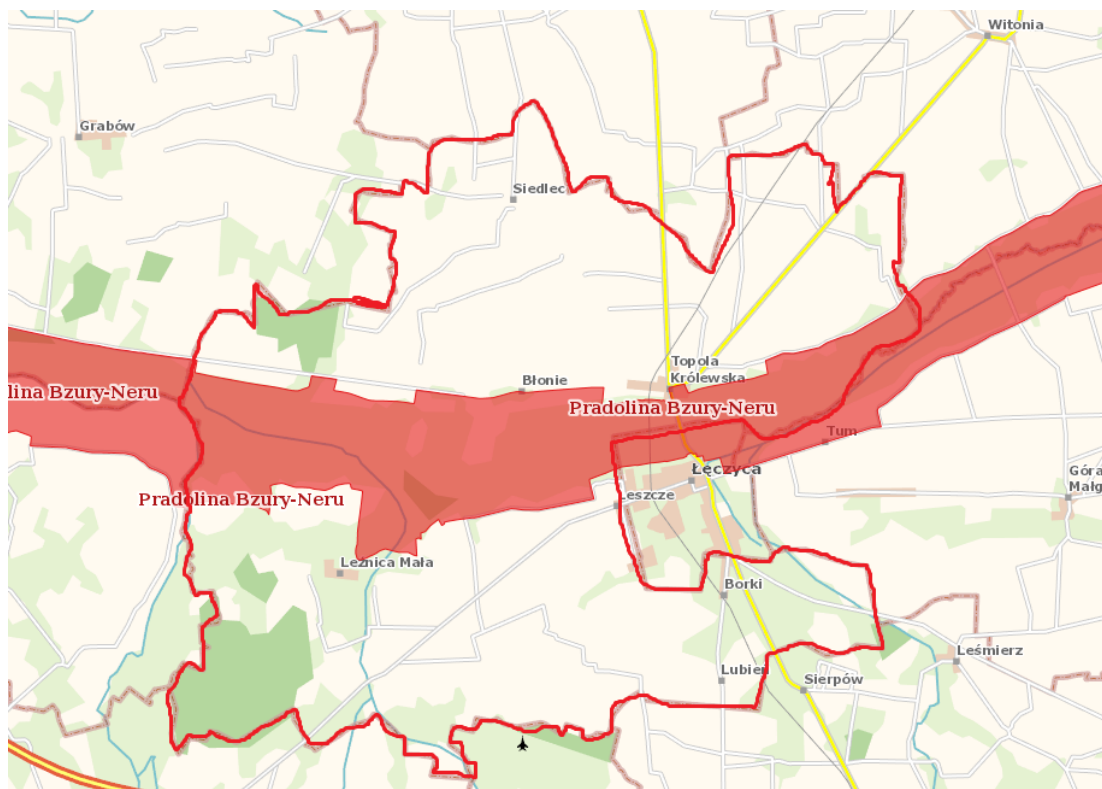 Witonia
Grabów
Siedlec
Topola
Królewska
Błonie
lina Bzury-Neru
Pradolina Bzury-Neru
Tum
Łęczyca
Góra
Małg
Pradolina Bzury-Neru
Leszcze
Leźnica Mała
Borki
Leśmierz
Lubień
Sierpów